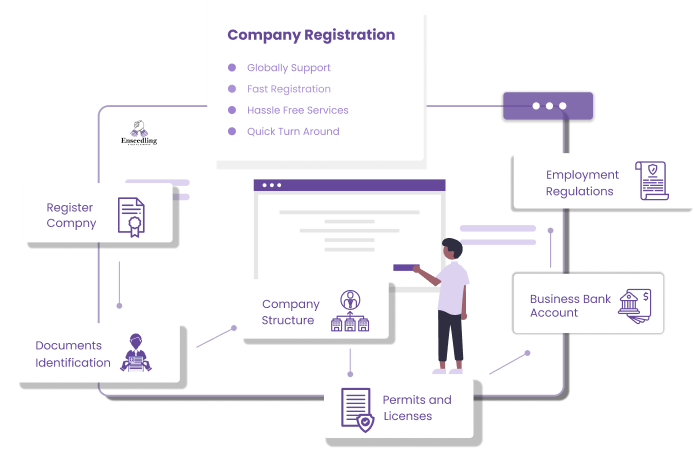 Company Registration
Globally Support
Fast Registration
Hassle Free Services
Quick Turn Around
Enseedling
Register
Compny
Documents
Identification
Company
Structure
Permits and
Licenses
Business Bank
Account
Employment
Regulations
$
$